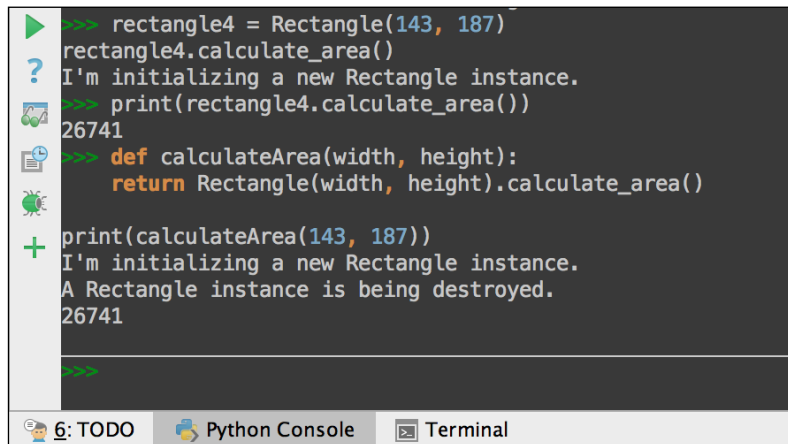 >>> rectangle4 = Rectangle(143, 187)
rectangle4.calculate_area()
I'm initializing a new Rectangle instance.
>>> print(rectangle4.calculate_area())
26741
>>> def calculateArea(width, height):
    return Rectangle(width, height).calculate_area()
print(calculateArea(143, 187))
I'm initializing a new Rectangle instance.
A Rectangle instance is being destroyed.
26741
>>>
6: TODO Python Console Terminal